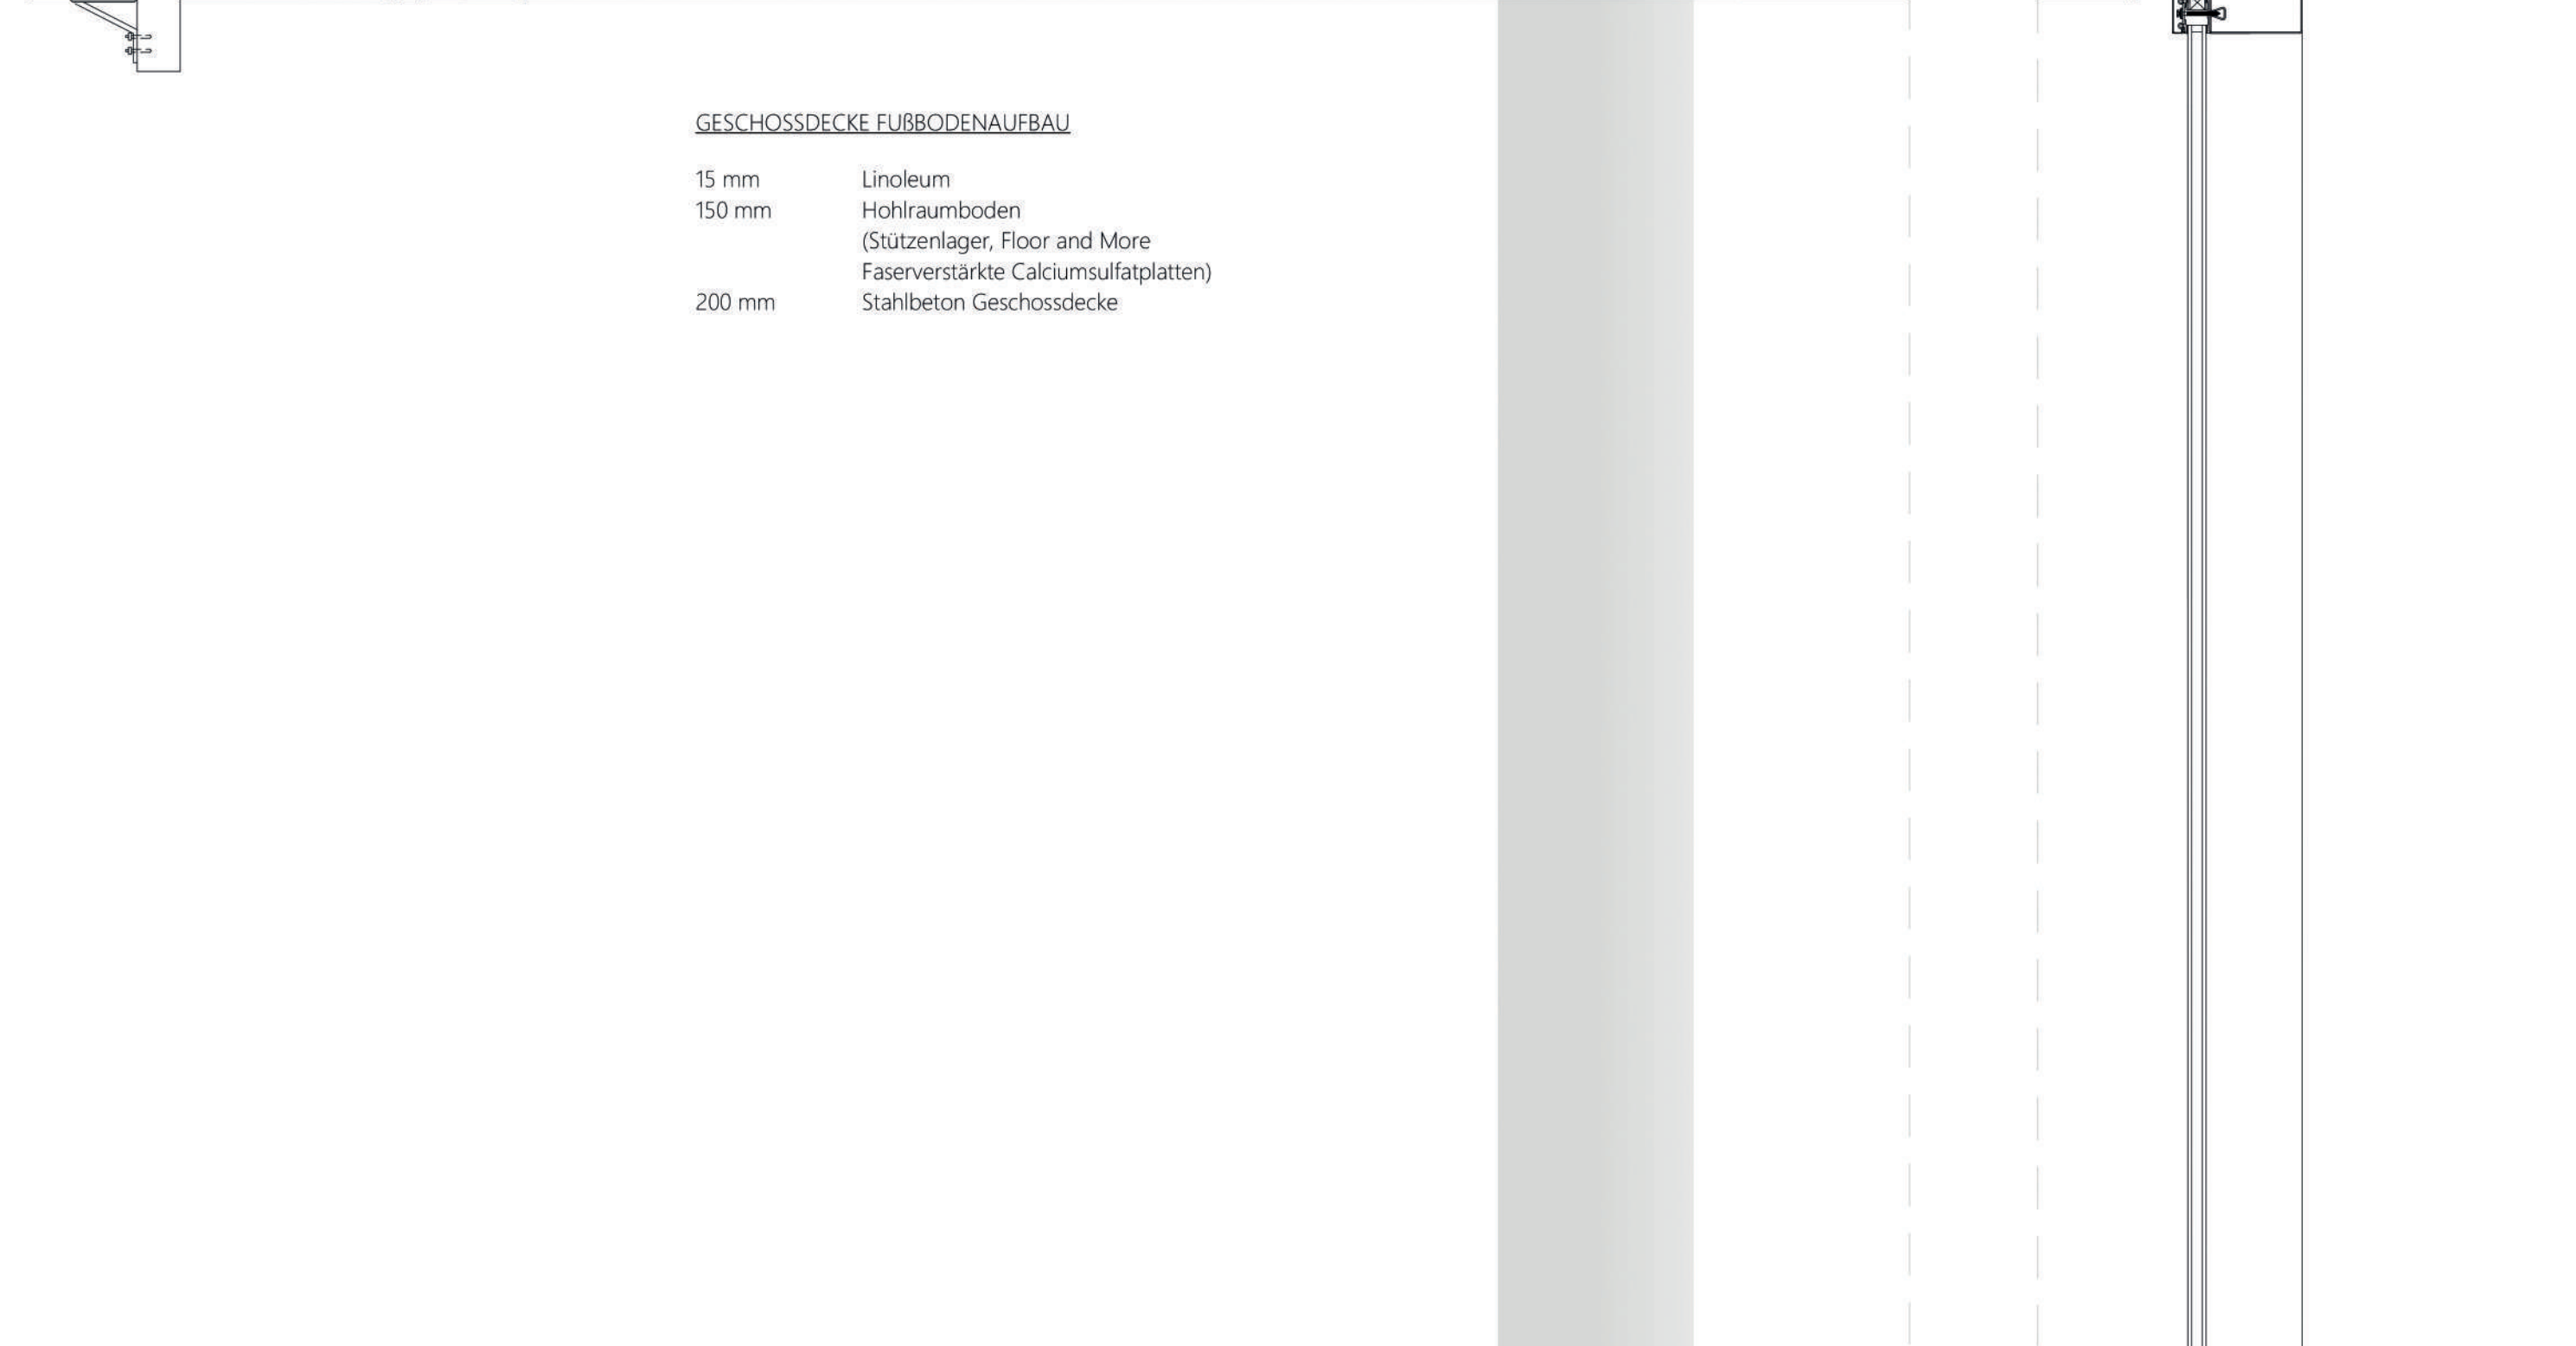 GESCHOSSDECKE FUßBODENAUFBAU
15 mm Linoleum
150 mm Hohlraumboden
(Stützenlager, Floor and More
Faserverstärkte Calciumsulfatplatten)
200 mm Stahlbeton Geschossdecke